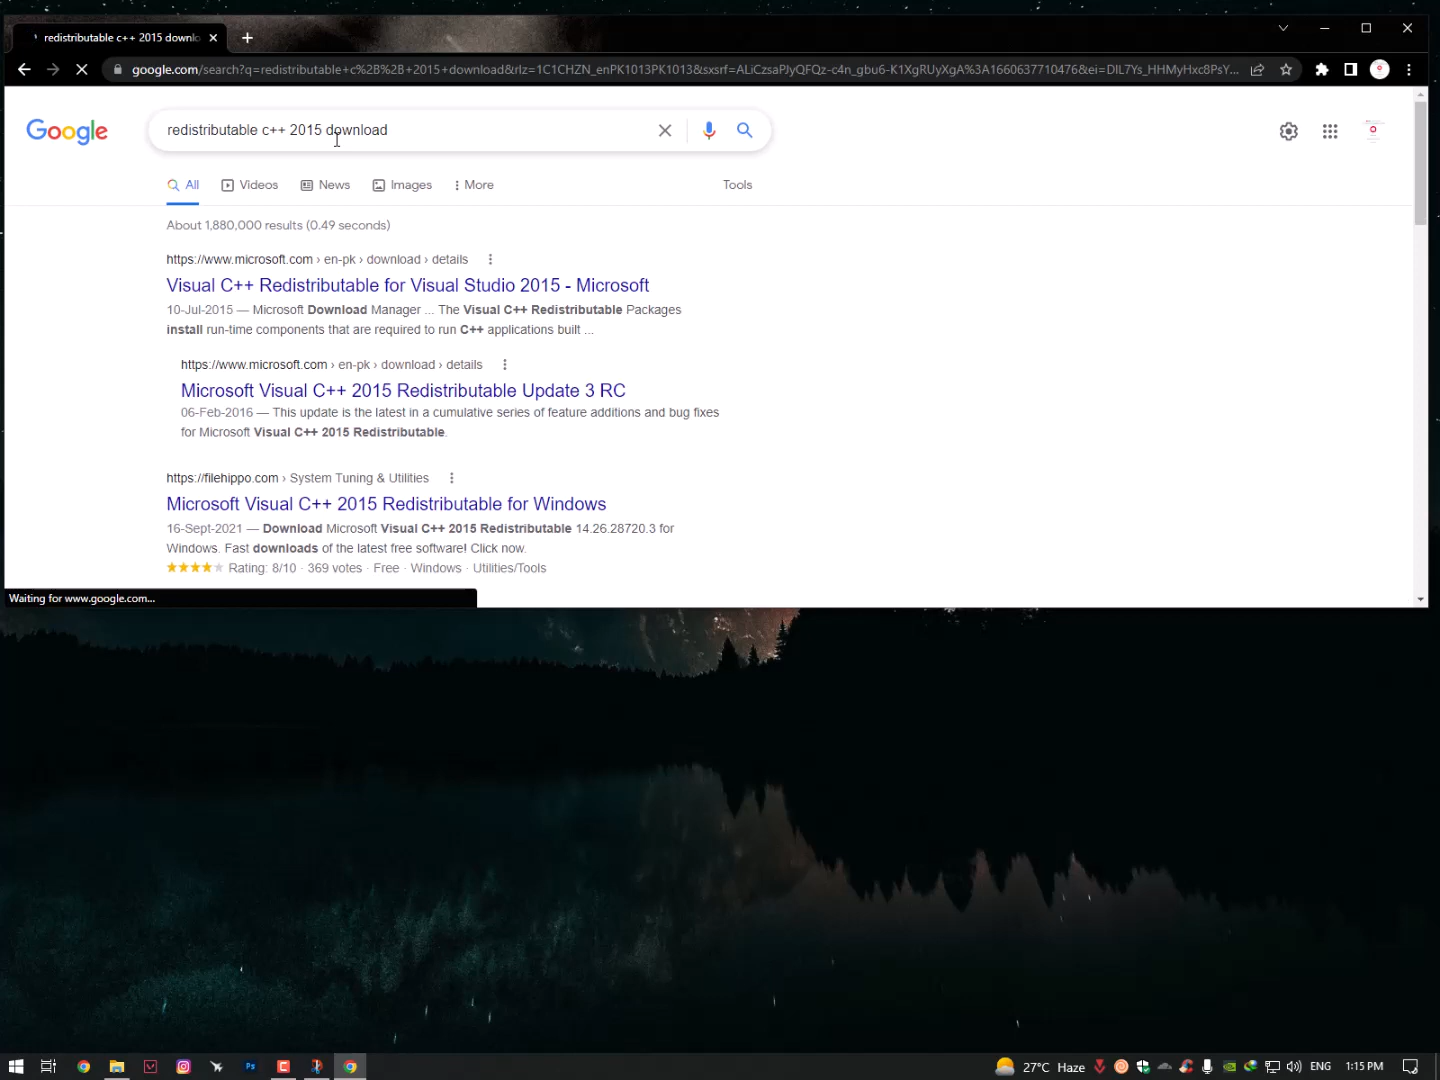 redistributable c++ 2015 downlo
google.com/search?q=redistributable+c%2B%2B+2015+download&rlz=1C1CHZN_enPK1013PK1013&sxsrf=ALiCzsaPJyQFQz-c4n_gbu6-K1XgRUyXgA%3A1660637710476&ei=DIL7Ys_HHMyHxc8PsY...
Google
redistributable c++ 2015 download
All
Videos
News
Images
More
Tools
About 1,880,000 results (0.49 seconds)
https://www.microsoft.com › en-pk › download › details
Visual C++ Redistributable for Visual Studio 2015 - Microsoft
10-Jul-2015 — Microsoft Download Manager ... The Visual C++ Redistributable Packages
install run-time components that are required to run C++ applications built ...
https://www.microsoft.com › en-pk › download › details
Microsoft Visual C++ 2015 Redistributable Update 3 RC
06-Feb-2016 — This update is the latest in a cumulative series of feature additions and bug fixes
for Microsoft Visual C++ 2015 Redistributable.
https://filehippo.com › System Tuning & Utilities
Microsoft Visual C++ 2015 Redistributable for Windows
16-Sept-2021 — Download Microsoft Visual C++ 2015 Redistributable 14.26.28720.3 for
Windows. Fast downloads of the latest free software! Click now.
Rating: 8/10 · 369 votes · Free · Windows · Utilities/Tools
Waiting for www.google.com...
Ps
27°C Haze
ENG
1:15 PM